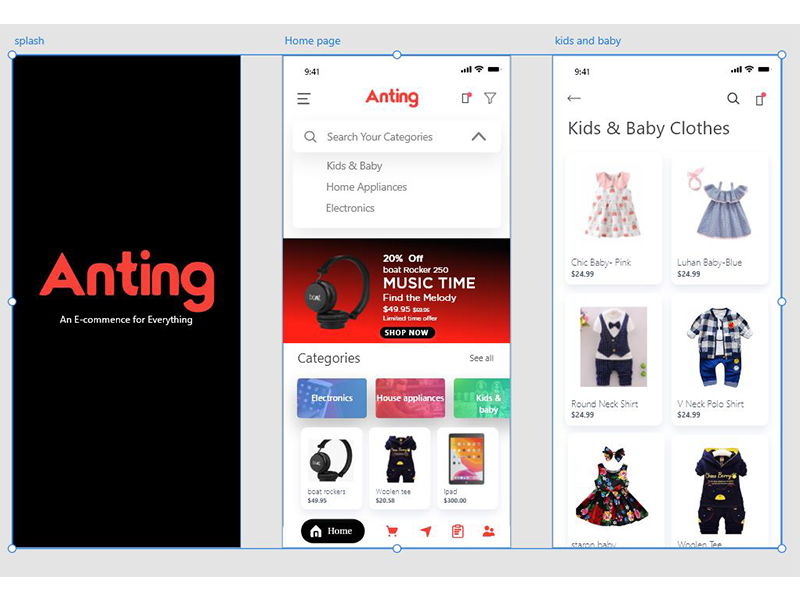 splash
Anting
An E-commerce for Everything
Home page
9:41
Anting
Search Your Categories
Kids & Baby
Home Appliances
Electronics
20% Off
boat Rocker 250
MUSIC TIME
Find the Melody
$49.95
Limited time offer
SHOP NOW
Categories
See all
Electronics
House appliances
Kids &
baby
boat rockers
$49.95
Woolen tee
$20.58
Ipad
$300.00
Home
kids and baby
9:41
Kids & Baby Clothes
Chic Baby- Pink
$24.99
Luhan Baby-Blue
$24.99
Round Neck Shirt
$24.99
V Neck Polo Shirt
$24.99
staron baby
Woolen Tee